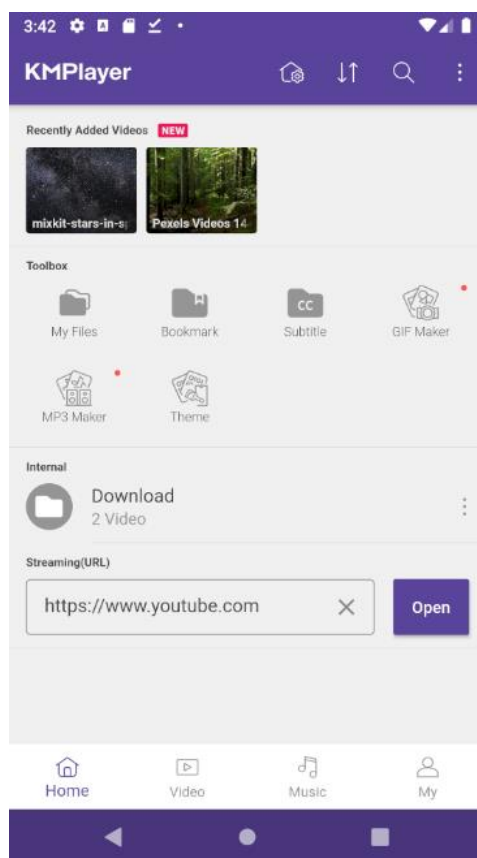 3:42
KMPlayer
Recently Added Videos NEW
mixkit-stars-in-s
Pexels Videos 14
Toolbox
My Files
Bookmark
CC
Subtitle
GIF Maker
MP3 Maker
Theme
Internal
Download
2 Video
Streaming(URL)
https://www.youtube.com
Open
Home
Video
Music
My